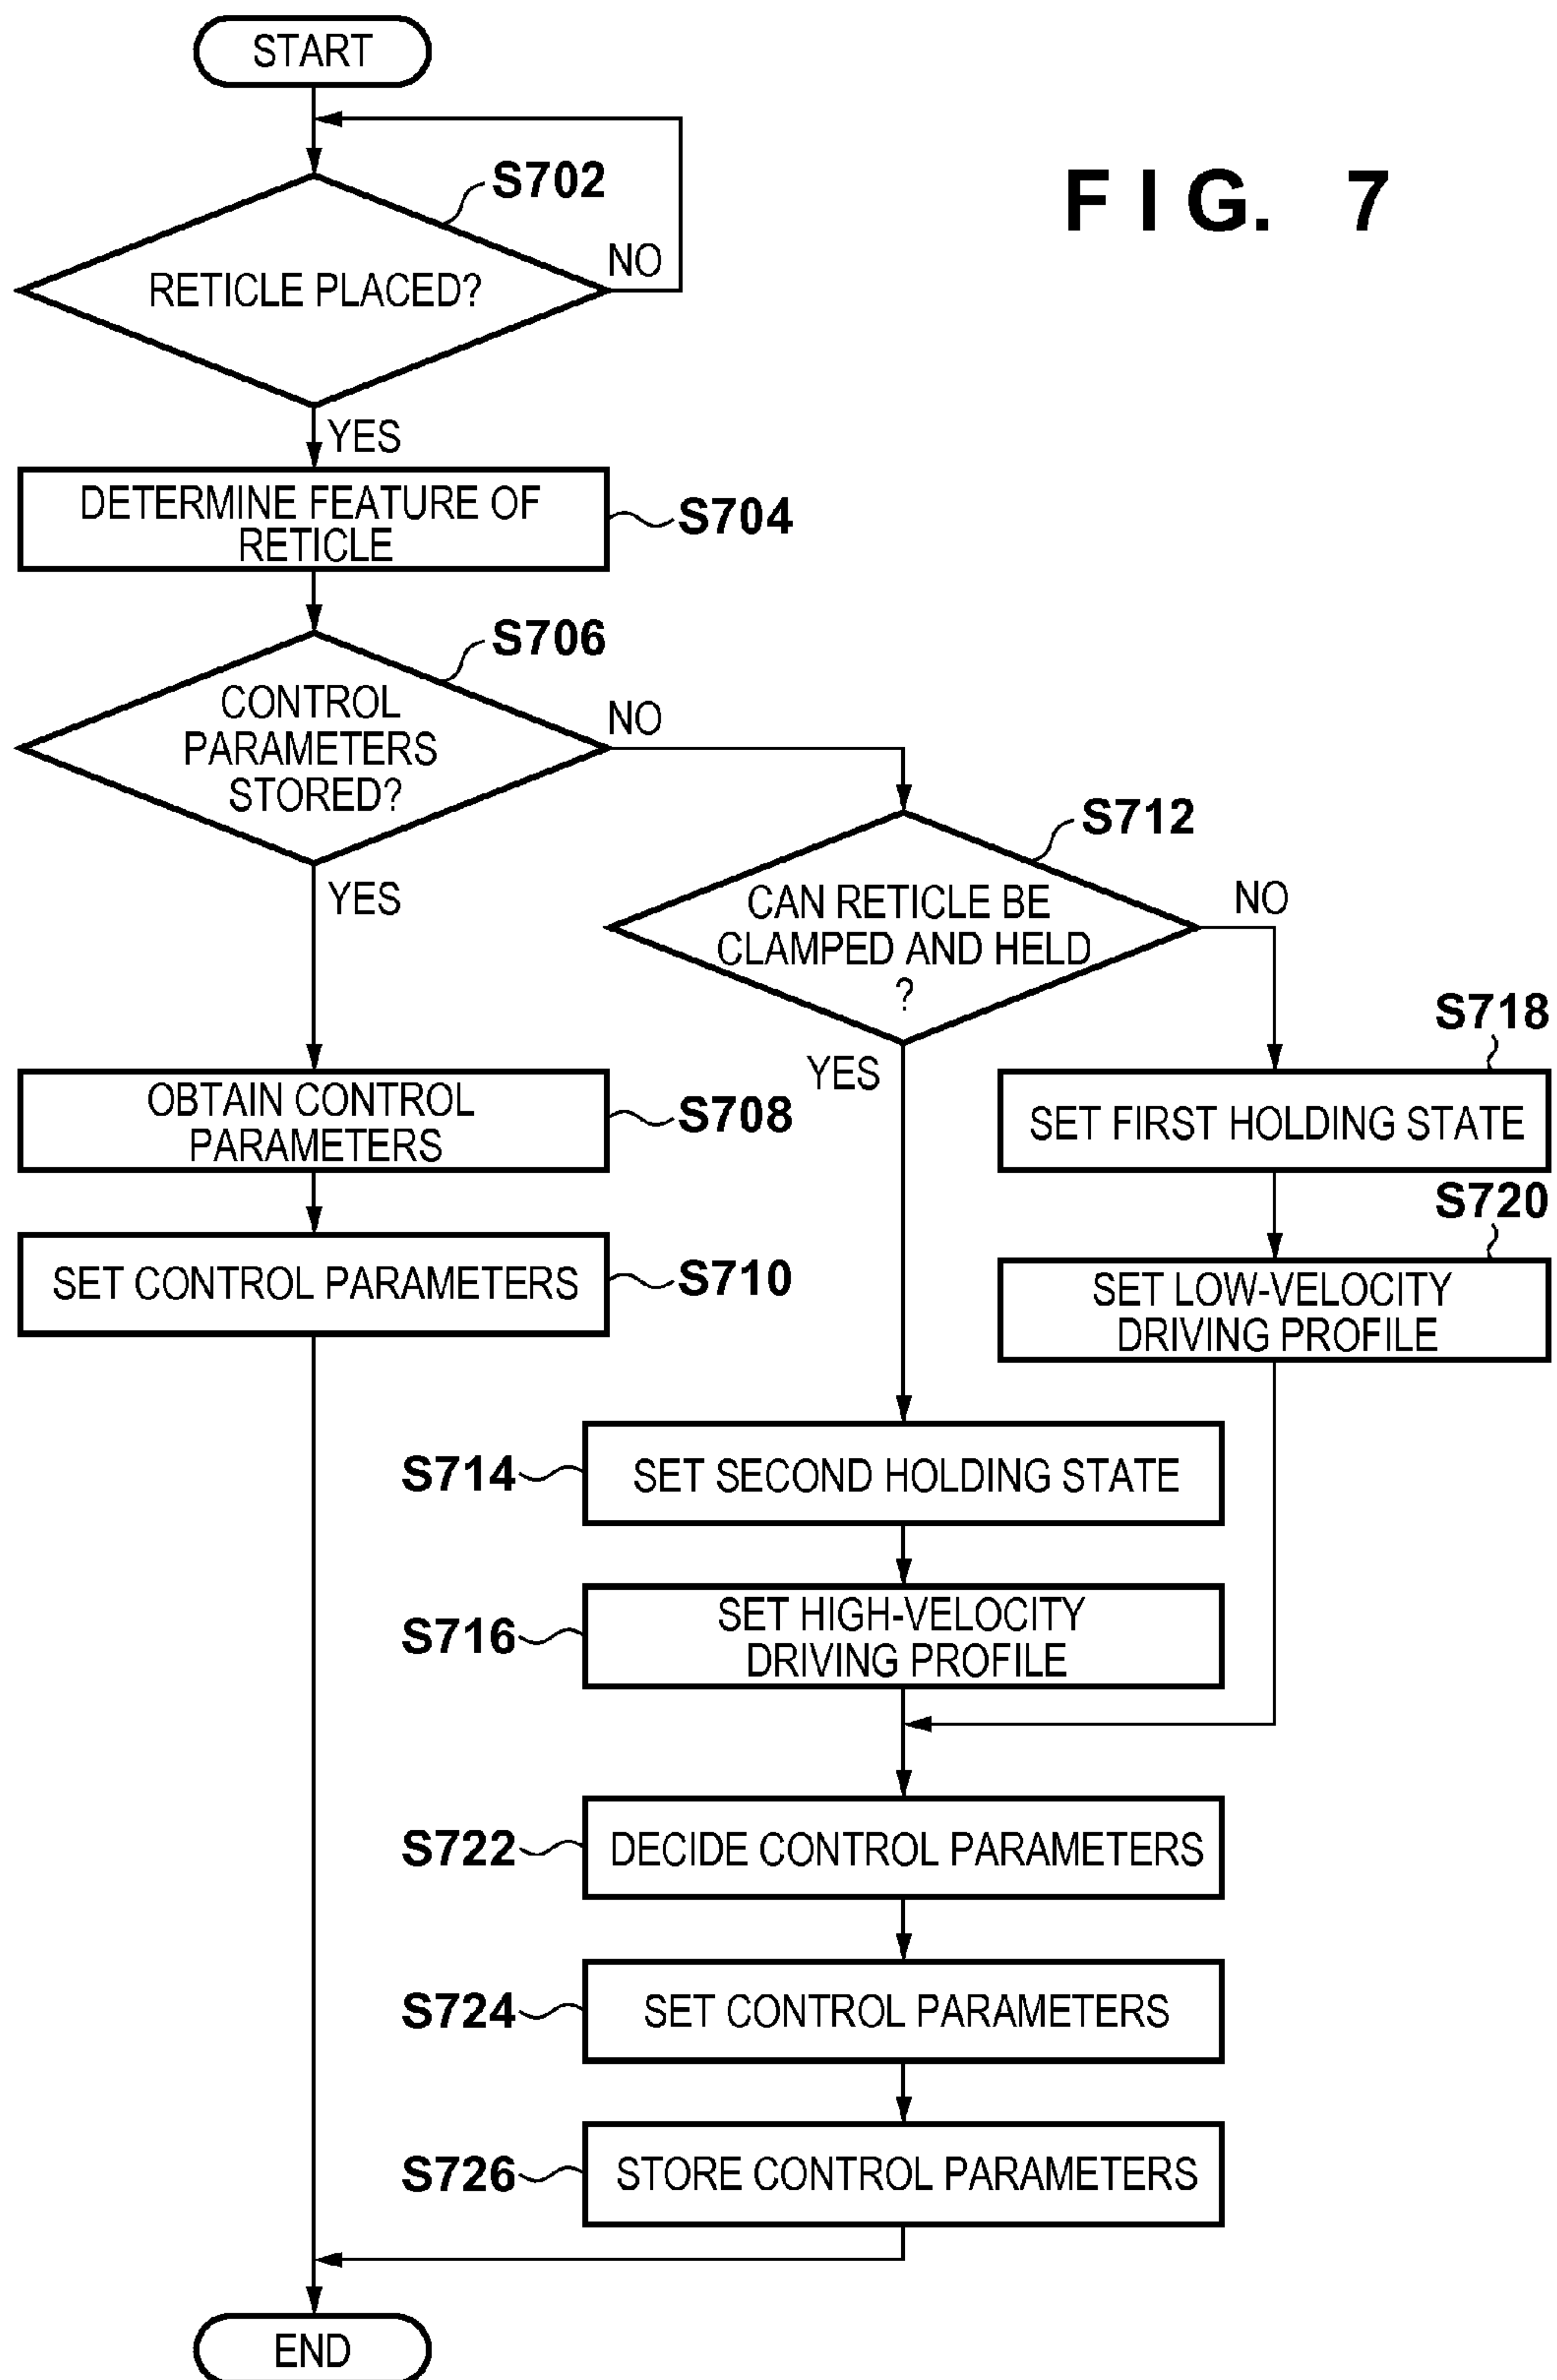 START
FIG. 7
S702
RETICLE PLACED?
NO
YES
DETERMINE FEATURE OF
RETICLE
S704
S706
CONTROL
PARAMETERS
STORED?
NO
YES
S712
CAN RETICLE BE
CLAMPED AND HELD
?
NO
YES
OBTAIN CONTROL
PARAMETERS
S708
SET CONTROL PARAMETERS
S710
S718
SET FIRST HOLDING STATE
S720
SET LOW-VELOCITY
DRIVING PROFILE
S714
SET SECOND HOLDING STATE
S716
SET HIGH-VELOCITY
DRIVING PROFILE
S722
DECIDE CONTROL PARAMETERS
S724
SET CONTROL PARAMETERS
S726
STORE CONTROL PARAMETERS
END